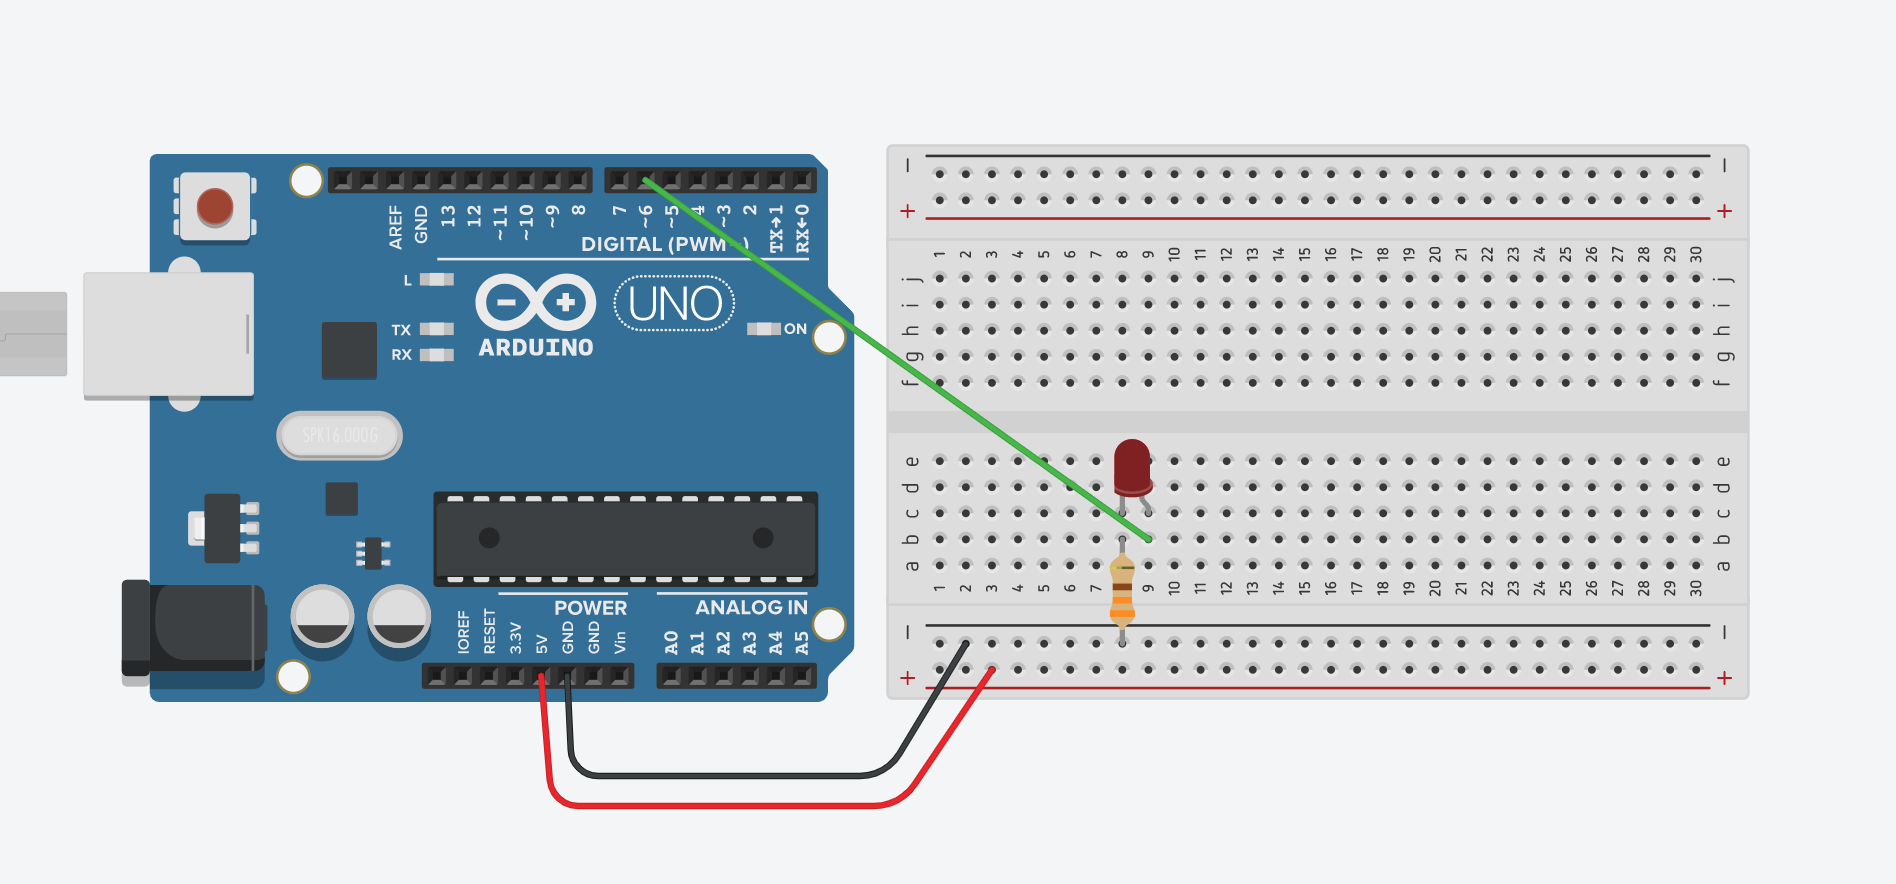 − −
+ +
AREF GND 13 12 ~11 ~10 ~9 8 7 ~6 ~5 4 ~3 2 TX→1 RX←0
DIGITAL (PWM~)
1 2 3 4 5 6 7 8 9 10 11 12 13 14 15 16 17 18 19 20 21 22 23 24 25 26 27 28 29 30
L
UNO
TX
RX
ON
ARDUINO
j j
i i
h h
g g
f f
SPK16.000G
e e
d d
c c
b b
a a
1 2 3 4 5 6 7 8 9 10 11 12 13 14 15 16 17 18 19 20 21 22 23 24 25 26 27 28 29 30
POWER ANALOG IN
IOREF RESET 3.3V 5V GND GND Vin A0 A1 A2 A3 A4 A5
− −
+ +